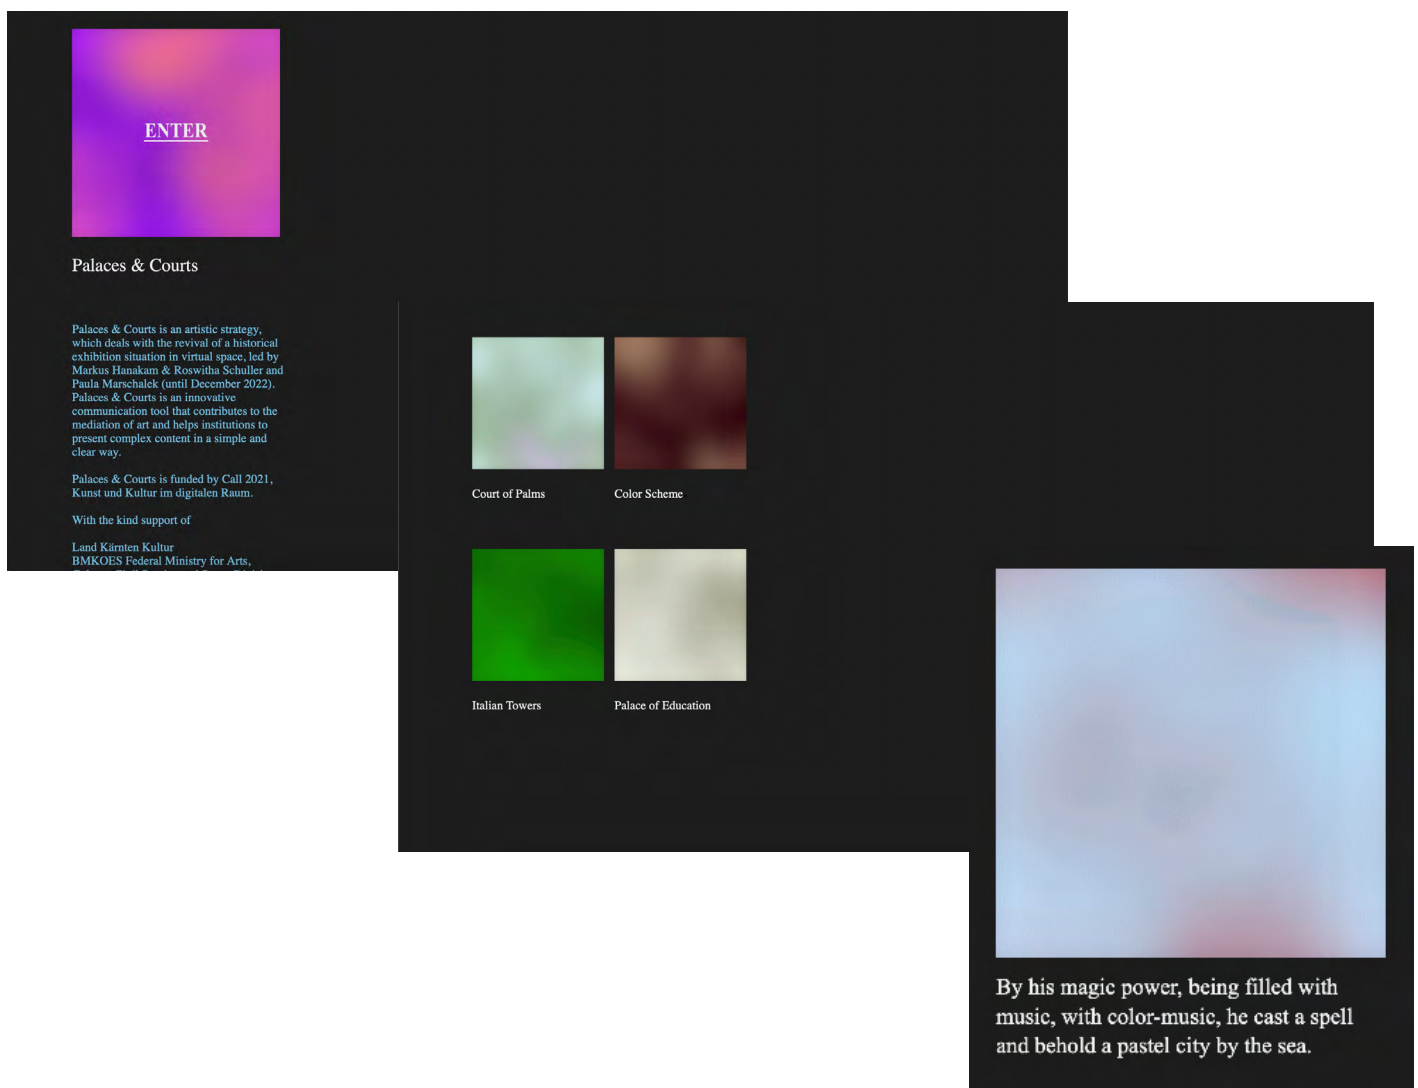 ENTER
Palaces & Courts
Palaces & Courts is an artistic strategy,
which deals with the revival of a historical
exhibition situation in virtual space, led by
Markus Hanakam & Roswitha Schuller and
Paula Marschalek (until December 2022).
Palaces & Courts is an innovative
communication tool that contributes to the
mediation of art and helps institutions to
present complex content in a simple and
clear way.
Palaces & Courts is funded by Call 2021,
Kunst und Kultur im digitalen Raum.
With the kind support of
Land Kärnten Kultur
BMKOES Federal Ministry for Arts,
Court of Palms
Color Scheme
Italian Towers
Palace of Education
By his magic power, being filled with
music, with color-music, he cast a spell
and behold a pastel city by the sea.